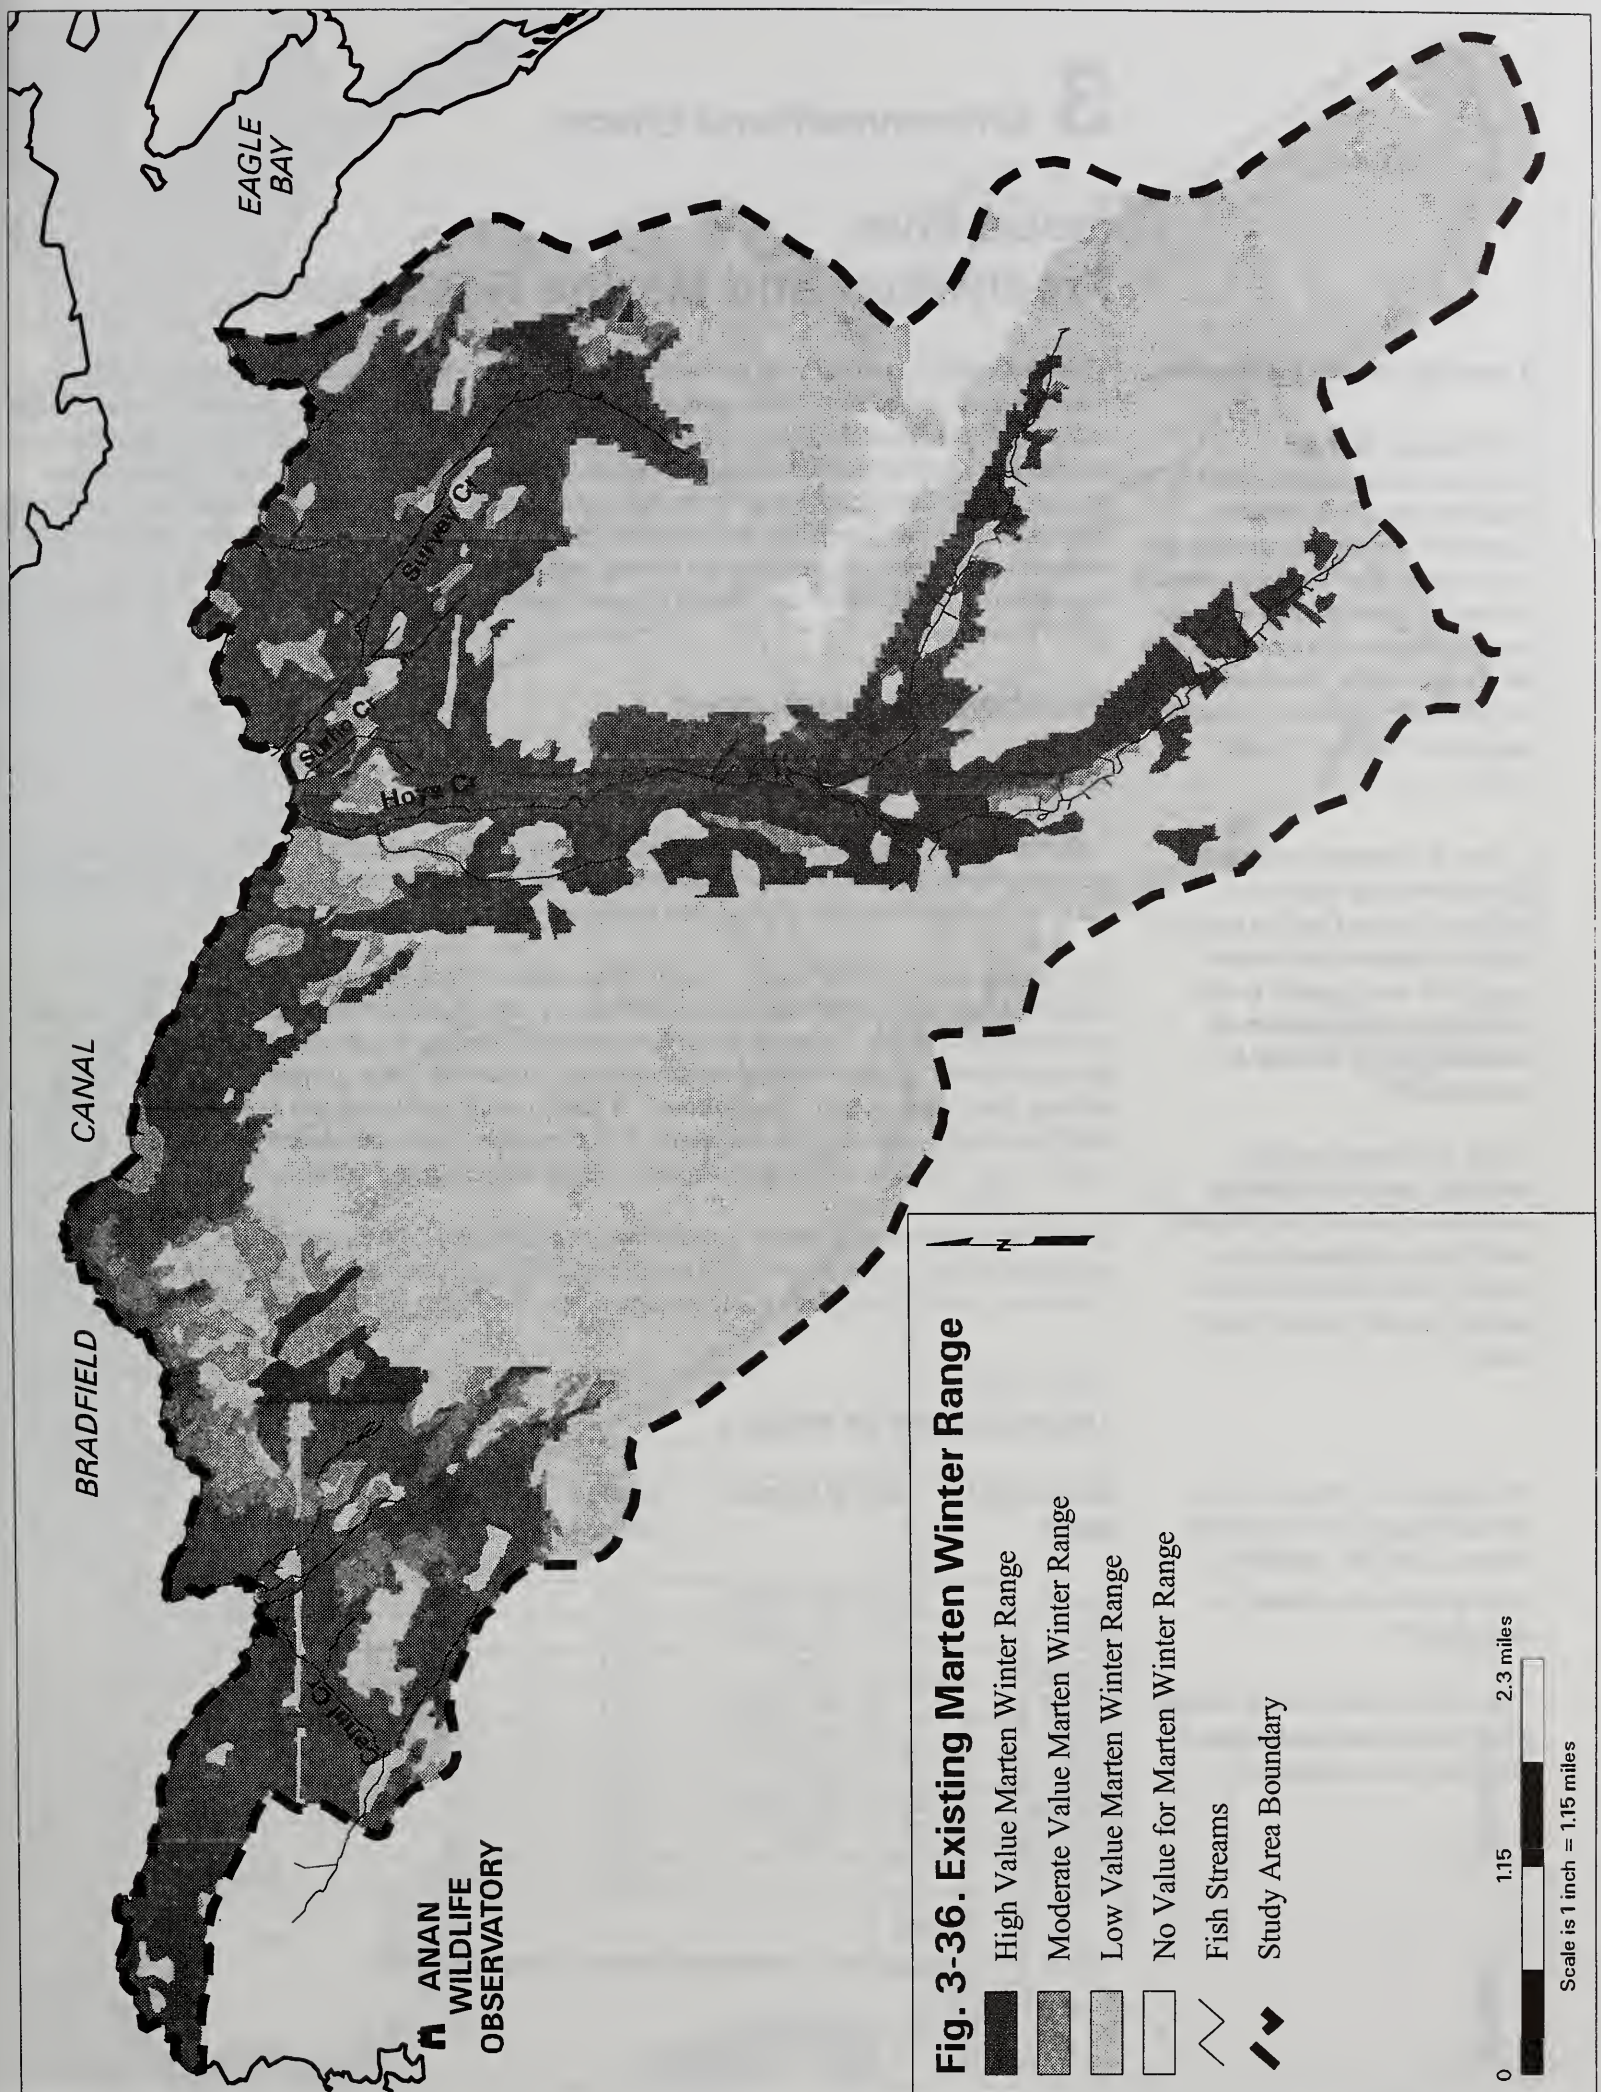 EAGLE
BAY
BRADFIELD CANAL
Survey Cr
Hoya Cr
Canal Cr
ANAN
WILDLIFE
OBSERVATORY
Fig. 3-36. Existing Marten Winter Range
N
High Value Marten Winter Range
Moderate Value Marten Winter Range
Low Value Marten Winter Range
No Value for Marten Winter Range
Fish Streams
Study Area Boundary
0 1.15 2.3 miles
Scale is 1 inch = 1.15 miles